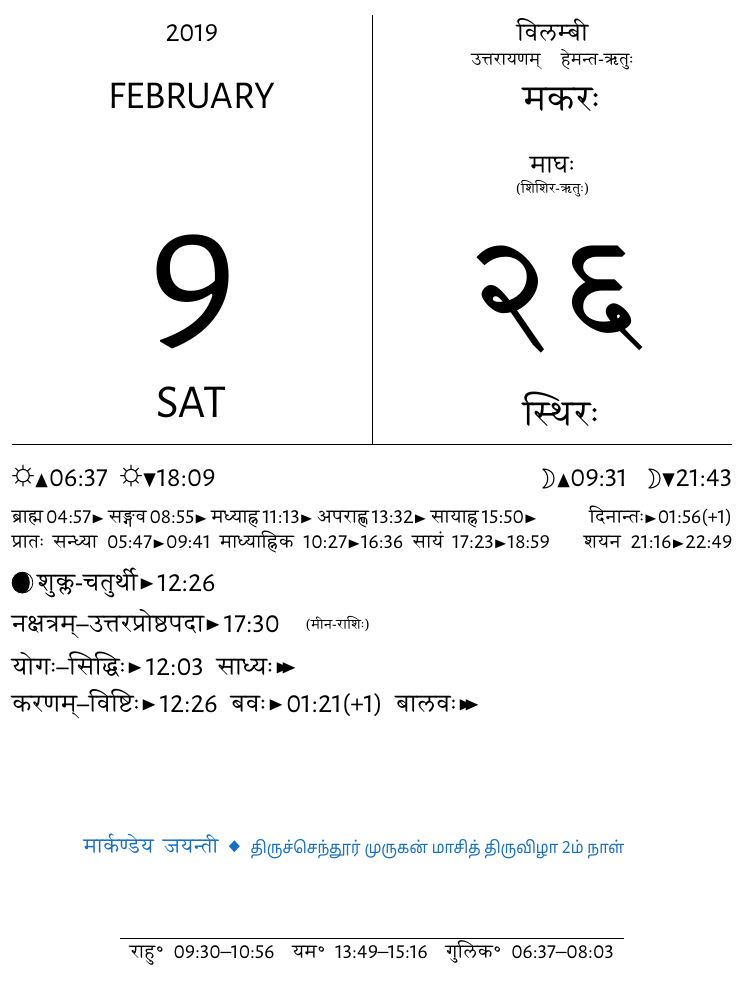 2019
FEBRUARY
9
SAT
विलम्बी
उत्तरायणम् हेमन्त-ऋतुः
मकरः
माघः
(शिशिर-ऋतुः)
२६
स्थिरः
☼▲06:37 ☼▼18:09 ☽▲09:31 ☽▼21:43
ब्राह्म 04:57► सङ्गव 08:55► मध्याह्न 11:13► अपराह्ण 13:32► सायाह्न 15:50► दिनान्तः►01:56(+1)
प्रातः सन्ध्या 05:47►09:41 माध्याह्निक 10:27►16:36 सायं 17:23►18:59 शयन 21:16►22:49
शुक्ल-चतुर्थी►12:26
नक्षत्रम्–उत्तरप्रोष्ठपदा►17:30 (मीन-राशिः)
योगः–सिद्धिः►12:03 साध्यः►►
करणम्–विष्टिः►12:26 बवः►01:21(+1) बालवः►►
मार्कण्डेय जयन्ती ◆ திருச்செந்தூர் முருகன் மாசித் திருவிழா 2ம் நாள்
राहु॰ 09:30–10:56 यम॰ 13:49–15:16 गुलिक॰ 06:37–08:03